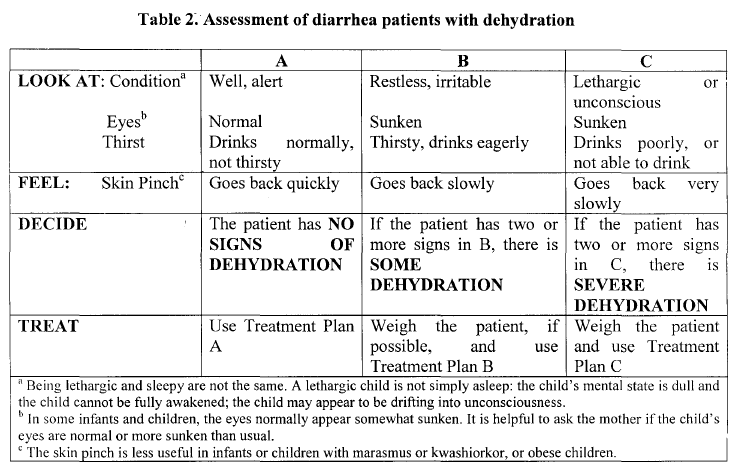 Table 2. Assessment of diarrhea patients with dehydration
A B C
LOOK AT: Condition^a Well, alert Restless, irritable Lethargic or
unconscious
Eyes^b Normal Sunken Sunken
Thirst Drinks normally, Thirsty, drinks eagerly Drinks poorly, or
not thirsty not able to drink
FEEL: Skin Pinch^c Goes back quickly Goes back slowly Goes back very
slowly
DECIDE The patient has NO If the patient has two or If the patient has
SIGNS OF more signs in B, there is two or more signs
DEHYDRATION SOME in C, there is
DEHYDRATION SEVERE
DEHYDRATION
TREAT Use Treatment Plan Weigh the patient, if Weigh the patient
A possible, and use and use Treatment
Treatment Plan B Plan C
^a Being lethargic and sleepy are not the same. A lethargic child is not simply asleep: the child's mental state is dull and
the child cannot be fully awakened; the child may appear to be drifting into unconsciousness.
^b In some infants and children, the eyes normally appear somewhat sunken. It is helpful to ask the mother if the child's
eyes are normal or more sunken than usual.
^c The skin pinch is less useful in infants or children with marasmus or kwashiorkor, or obese children.